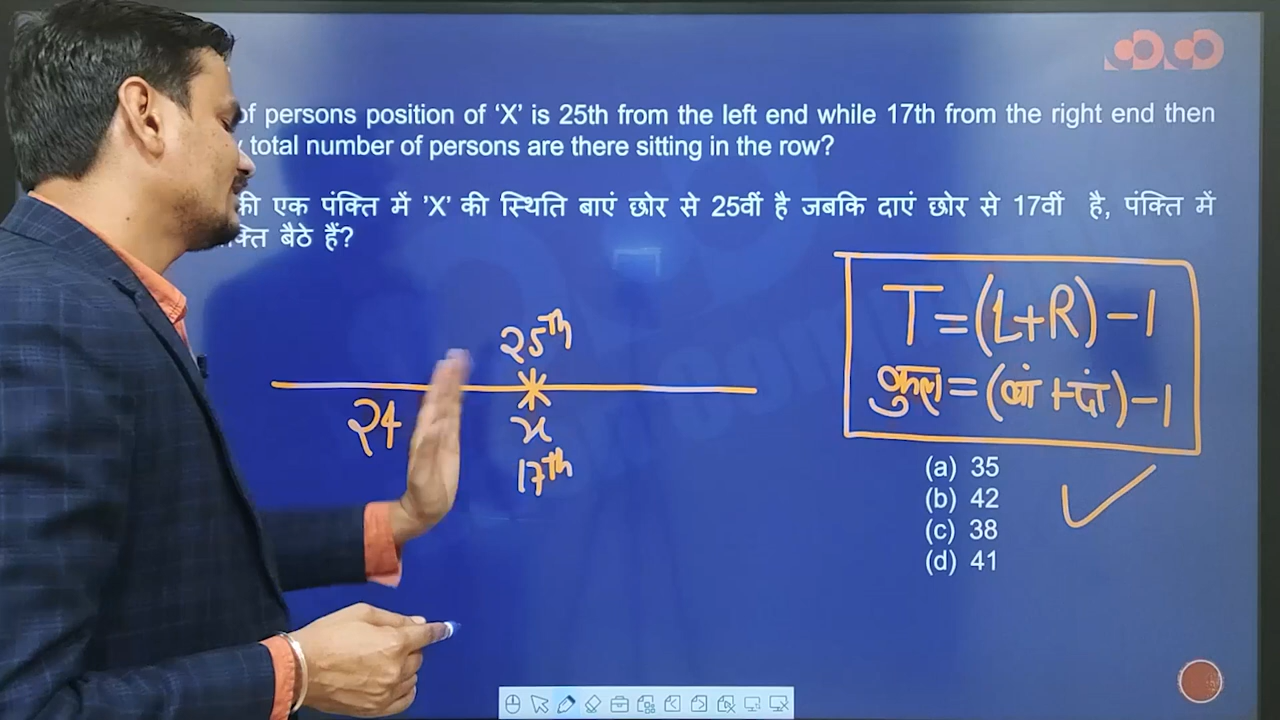 of persons position of ‘X’ is 25th from the left end while 17th from the right end then
total number of persons are there sitting in the row?
की एक पंक्ति में 'X' की स्थिति बाएं छोर से 25वीं है जबकि दाएं छोर से 17वीं है, पंक्ति में
बैठे हैं?
T=(L+R)-1
कुल=(बां+दां)-1
25th
24
x
17th
(a) 35
(b) 42
(c) 38
(d) 41